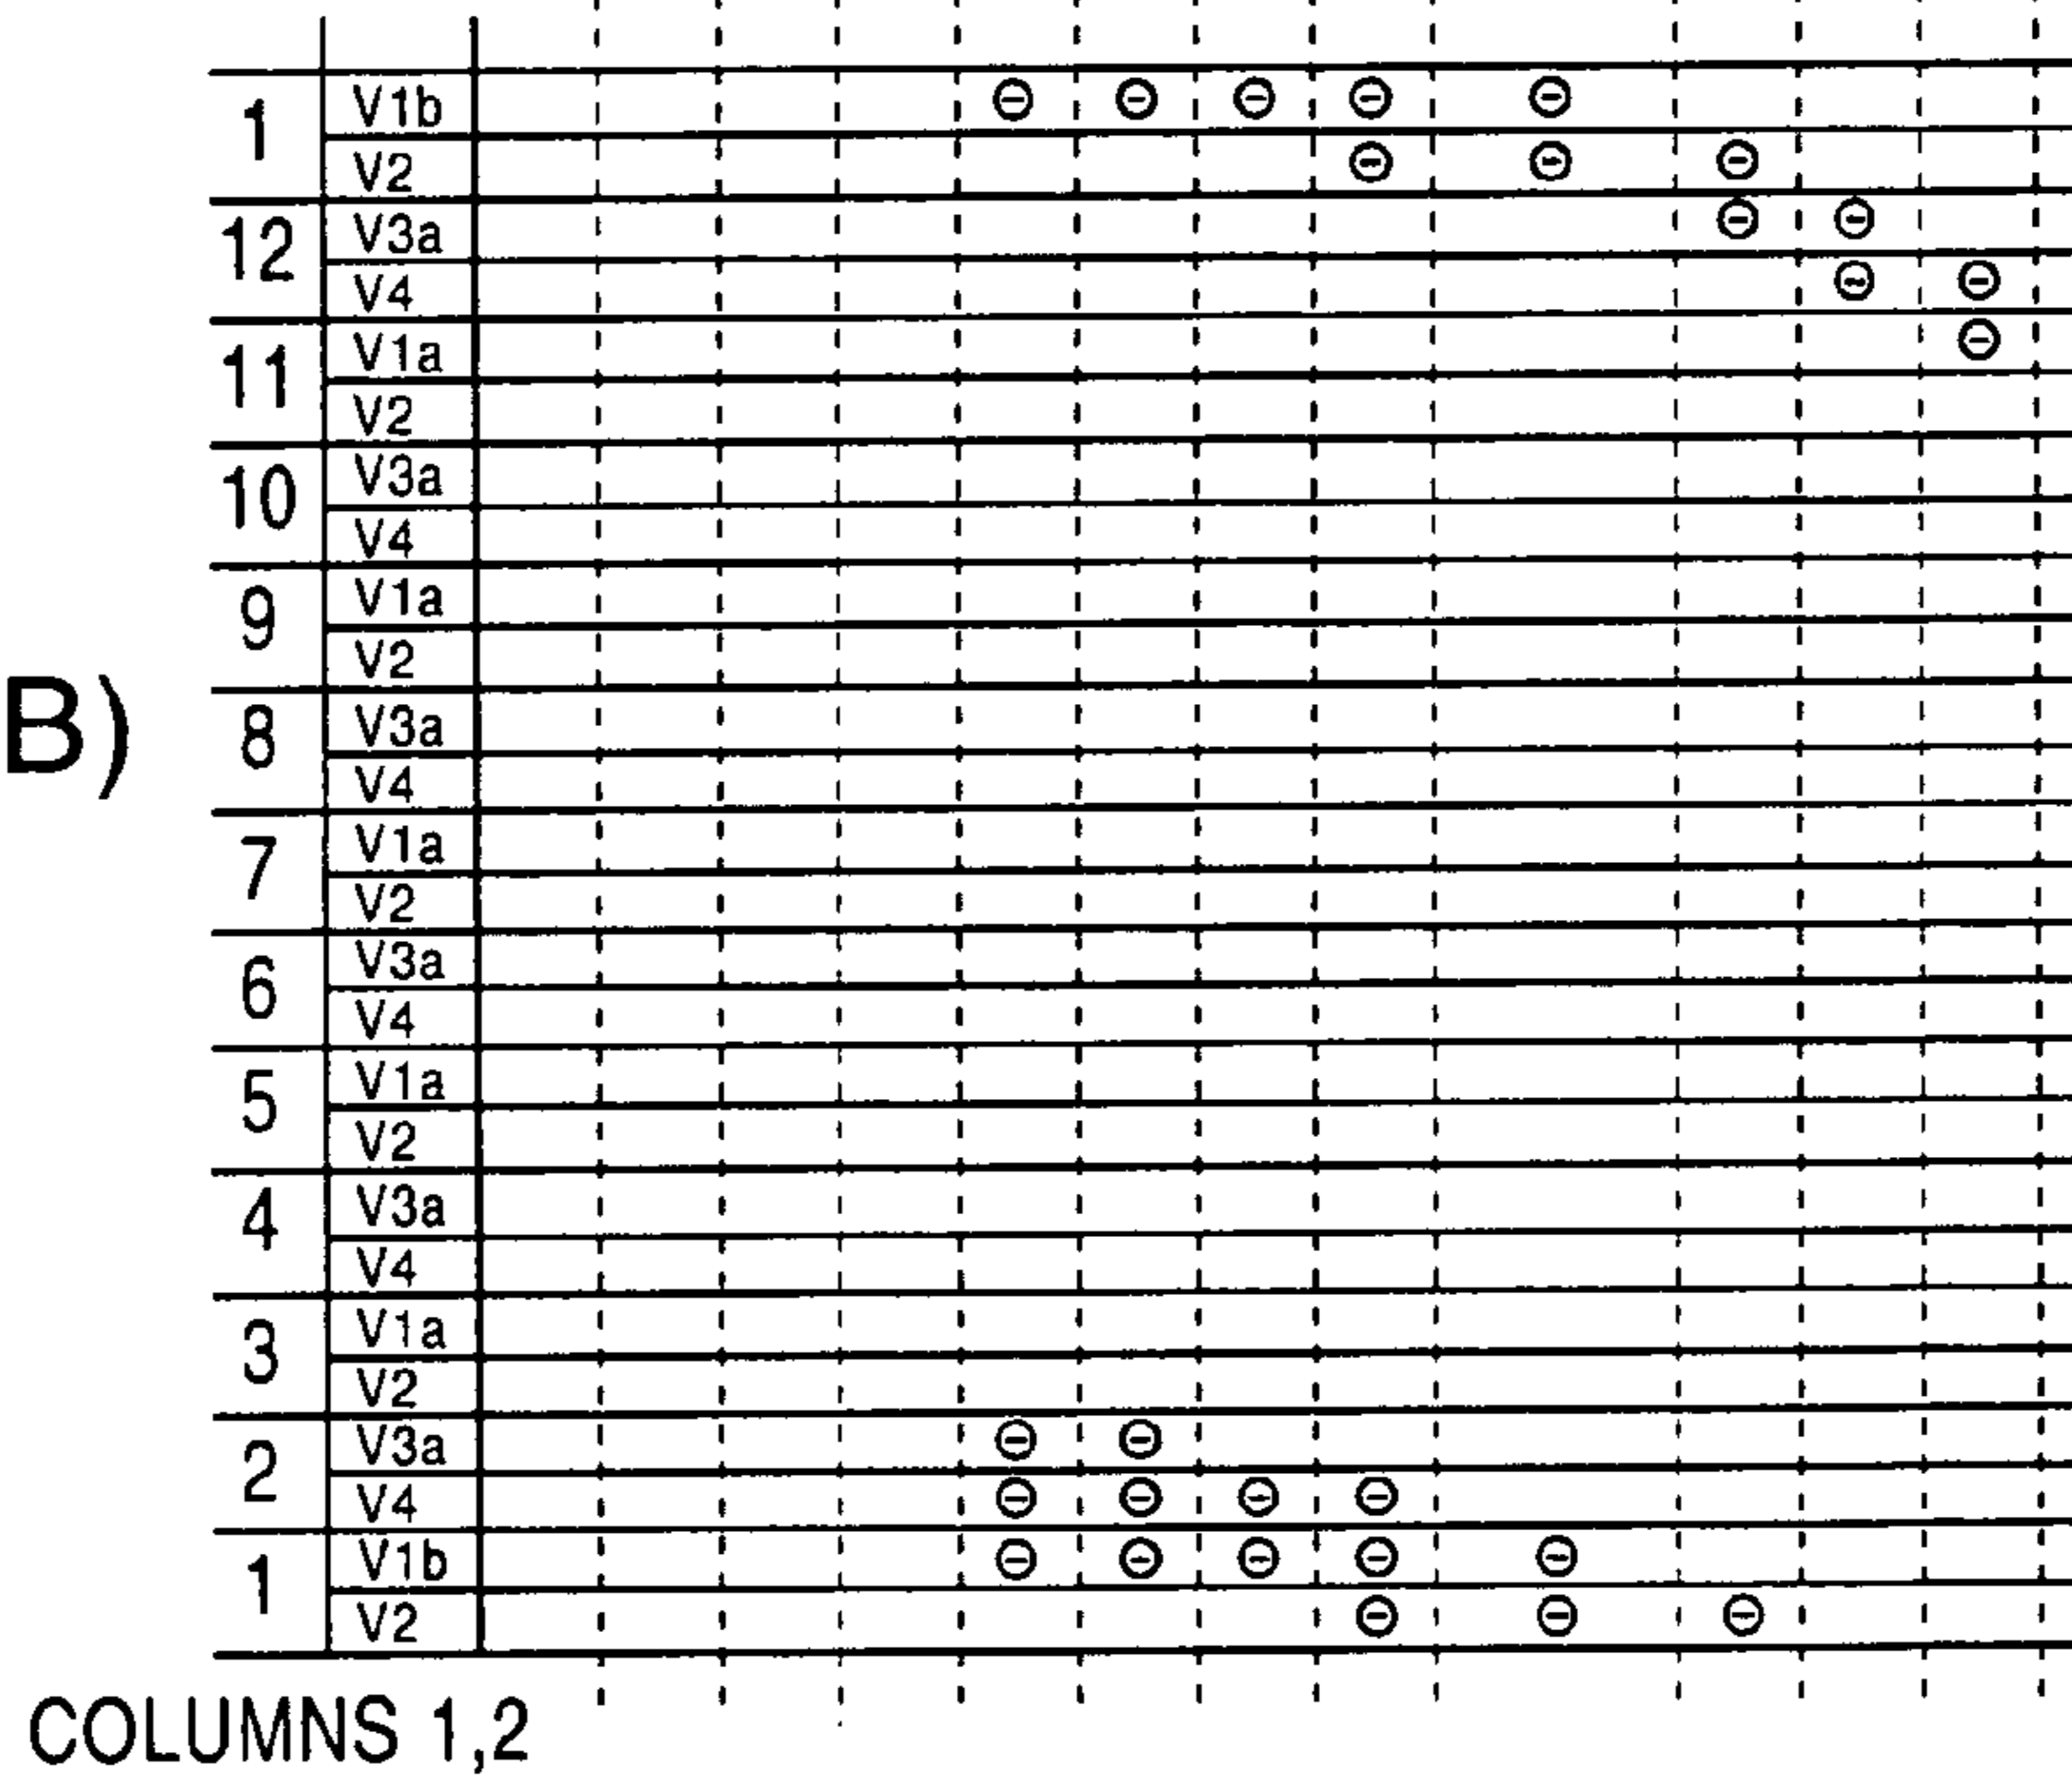 1 V1b ⊖ ⊖ ⊖ ⊖ ⊖
V2 ⊖ ⊖ ⊖
12 V3a ⊖ ⊖
V4 ⊖ ⊖
11 V1a ⊖
V2
10 V3a
V4
9 V1a
V2
B) 8 V3a
V4
7 V1a
V2
6 V3a
V4
5 V1a
V2
4 V3a
V4
3 V1a
V2
2 V3a ⊖ ⊖
V4 ⊖ ⊖ ⊖ ⊖
1 V1b ⊖ ⊖ ⊖ ⊖ ⊖
V2 ⊖ ⊖ ⊖
COLUMNS 1,2